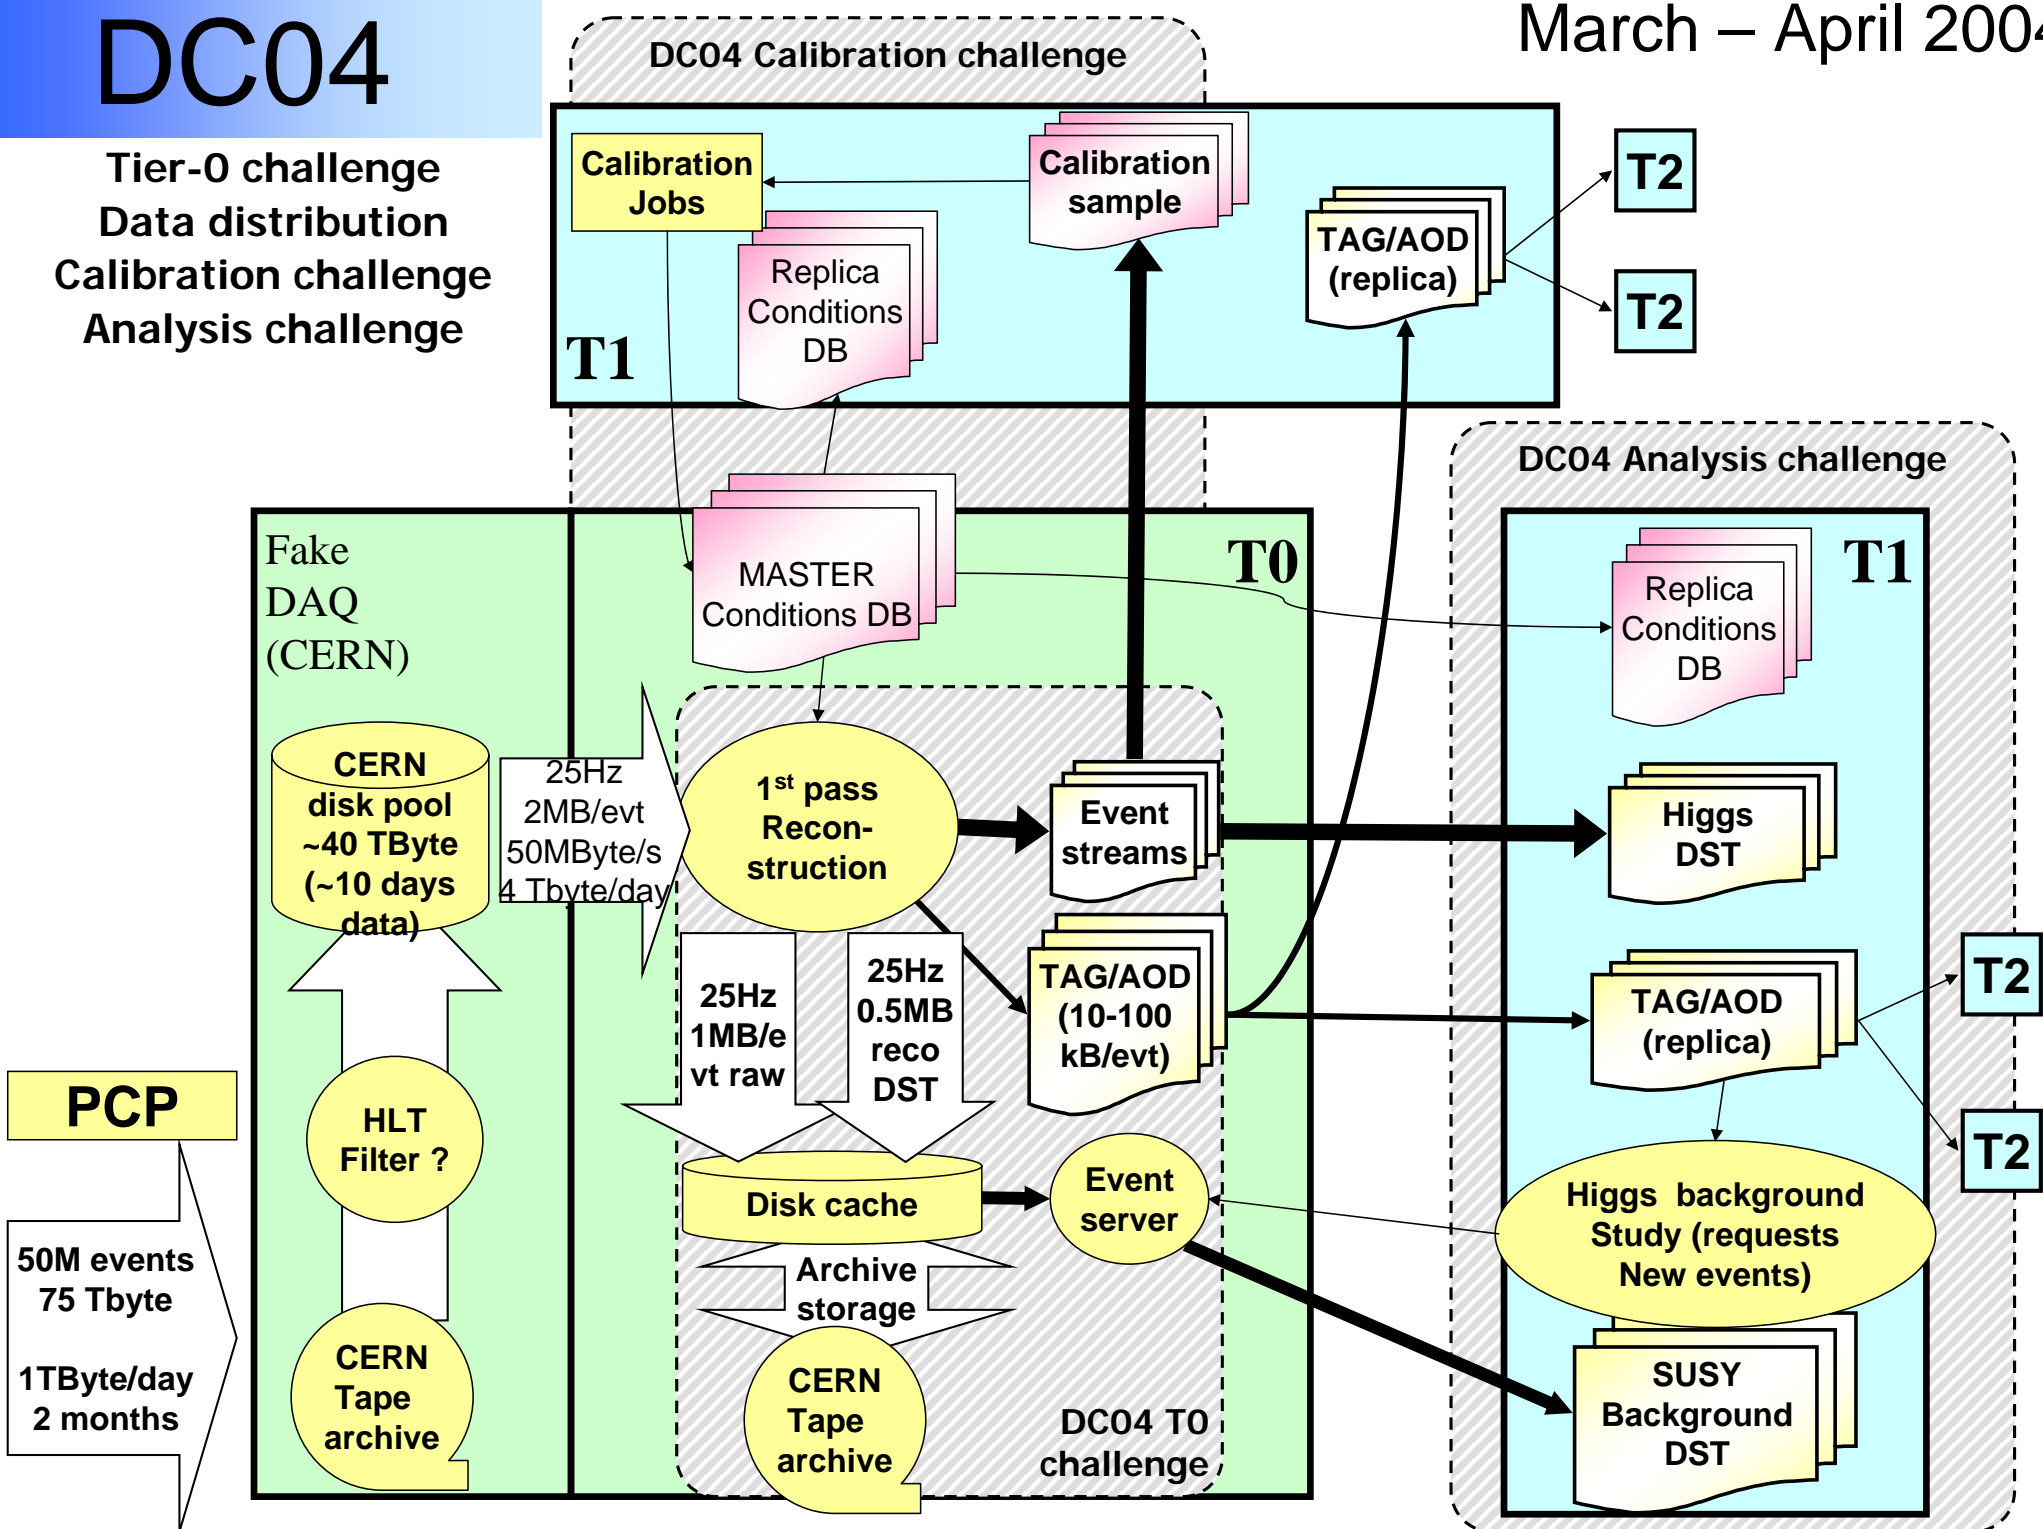 DC04
March – April 2004
Tier-0 challenge
Data distribution
Calibration challenge
Analysis challenge
DC04 Calibration challenge
Calibration
Jobs
Calibration
sample
Replica
Conditions
DB
TAG/AOD
(replica)
T1
T2
T2
DC04 Analysis challenge
Fake
DAQ
(CERN)
MASTER
Conditions DB
T0
Replica
Conditions
DB
T1
CERN
disk pool
~40 TByte
(~10 days
data)
25Hz
2MB/evt
50MByte/s
4 Tbyte/day
1st pass
Recon-
struction
Event
streams
Higgs
DST
25Hz
1MB/e
vt raw
25Hz
0.5MB
reco
DST
TAG/AOD
(10-100
kB/evt)
TAG/AOD
(replica)
T2
T2
PCP
50M events
75 Tbyte
1TByte/day
2 months
HLT
Filter ?
CERN
Tape
archive
Disk cache
Event
server
Archive
storage
CERN
Tape
archive
DC04 T0
challenge
Higgs background
Study (requests
New events)
SUSY
Background
DST